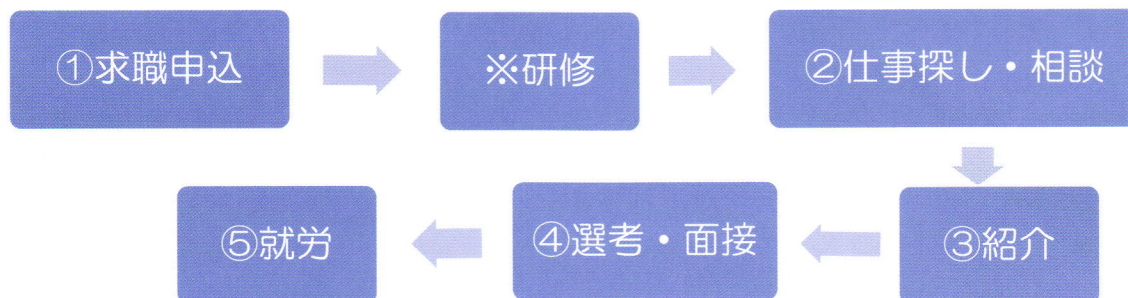 ①求職申込
※研修
②仕事探し・相談
③紹介
④選考・面接
⑤就労